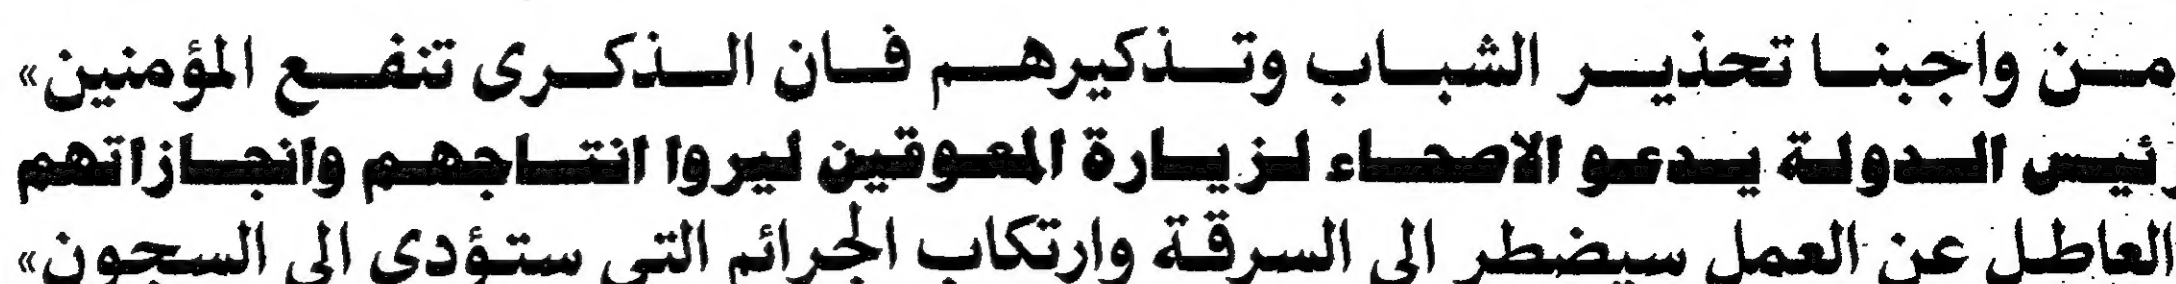 من واجبنا تحذير الشباب وتذكيرهم فان الذكرى تنفع المؤمنين»
رئيس الدولة يدعو الاصحاء لزيارة المعوقين ليروا انتاجهم وانجازاتهم
العاطل عن العمل سيضطر الى السرقة وارتكاب الجرائم التي ستؤدى الى السجون»